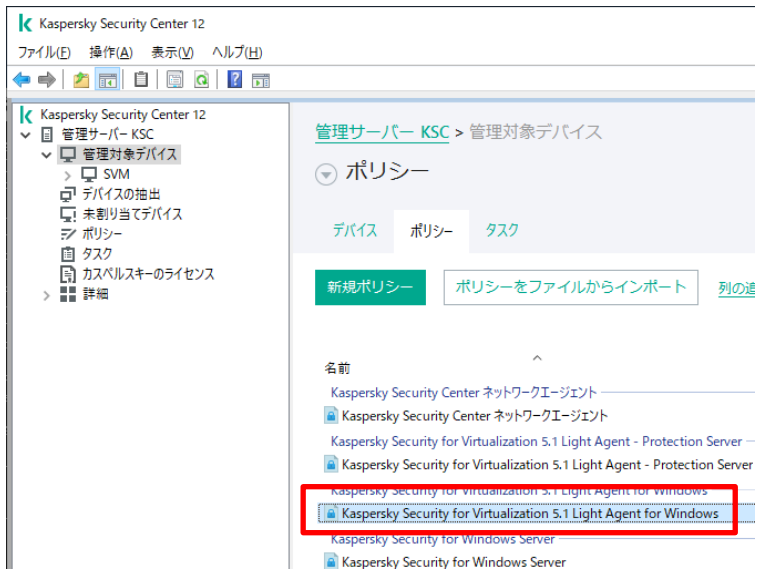 Kaspersky Security Center 12
ファイル(F) 操作(A) 表示(V) ヘルプ(H)
Kaspersky Security Center 12
管理サーバー KSC
管理対象デバイス
SVM
デバイスの抽出
未割り当てデバイス
ポリシー
タスク
カスペルスキーのライセンス
詳細
管理サーバー KSC > 管理対象デバイス
ポリシー
デバイス ポリシー タスク
新規ポリシー ポリシーをファイルからインポート 列の追
名前
Kaspersky Security Center ネットワークエージェント
Kaspersky Security Center ネットワークエージェント
Kaspersky Security for Virtualization 5.1 Light Agent - Protection Server
Kaspersky Security for Virtualization 5.1 Light Agent - Protection Server
Kaspersky Security for Virtualization 5.1 Light Agent for Windows
Kaspersky Security for Virtualization 5.1 Light Agent for Windows
Kaspersky Security for Windows Server
Kaspersky Security for Windows Server